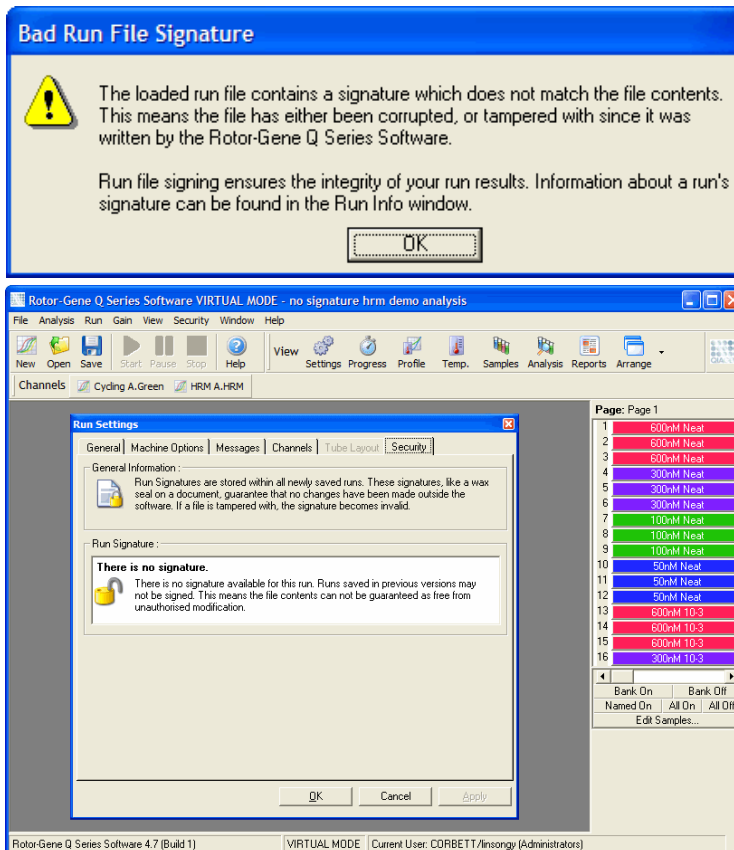 Bad Run File Signature
The loaded run file contains a signature which does not match the file contents.
This means the file has either been corrupted, or tampered with since it was
written by the Rotor-Gene Q Series Software.
Run file signing ensures the integrity of your run results. Information about a run's
signature can be found in the Run Info window.
OK
Rotor-Gene Q Series Software VIRTUAL MODE - no signature hrm demo analysis
File Analysis Run Gain View Security Window Help
New Open Save Start Pause Stop Help View Settings Progress Profile Temp. Samples Analysis Reports Arrange
Channels Cycling A.Green HRM A.HRM
Page: Page 1
Run Settings
General Machine Options Messages Channels Tube Layout Security
General Information :
Run Signatures are stored within all newly saved runs. These signatures, like a wax
seal on a document, guarantee that no changes have been made outside the
software. If a file is tampered with, the signature becomes invalid.
Run Signature :
There is no signature.
There is no signature available for this run. Runs saved in previous versions may
not be signed. This means the file contents can not be guaranteed as free from
unauthorised modification.
OK Cancel Apply
1 600nM Neat
2 600nM Neat
3 600nM Neat
4 300nM Neat
5 300nM Neat
6 300nM Neat
7 100nM Neat
8 100nM Neat
9 100nM Neat
10 50nM Neat
11 50nM Neat
12 50nM Neat
13 600nM 10-3
14 600nM 10-3
15 600nM 10-3
16 300nM 10-3
Bank On Bank Off
Named On All On All Off
Edit Samples...
Rotor-Gene Q Series Software 4.7 (Build 1) VIRTUAL MODE Current User: CORBETT/linsongy (Administrators)